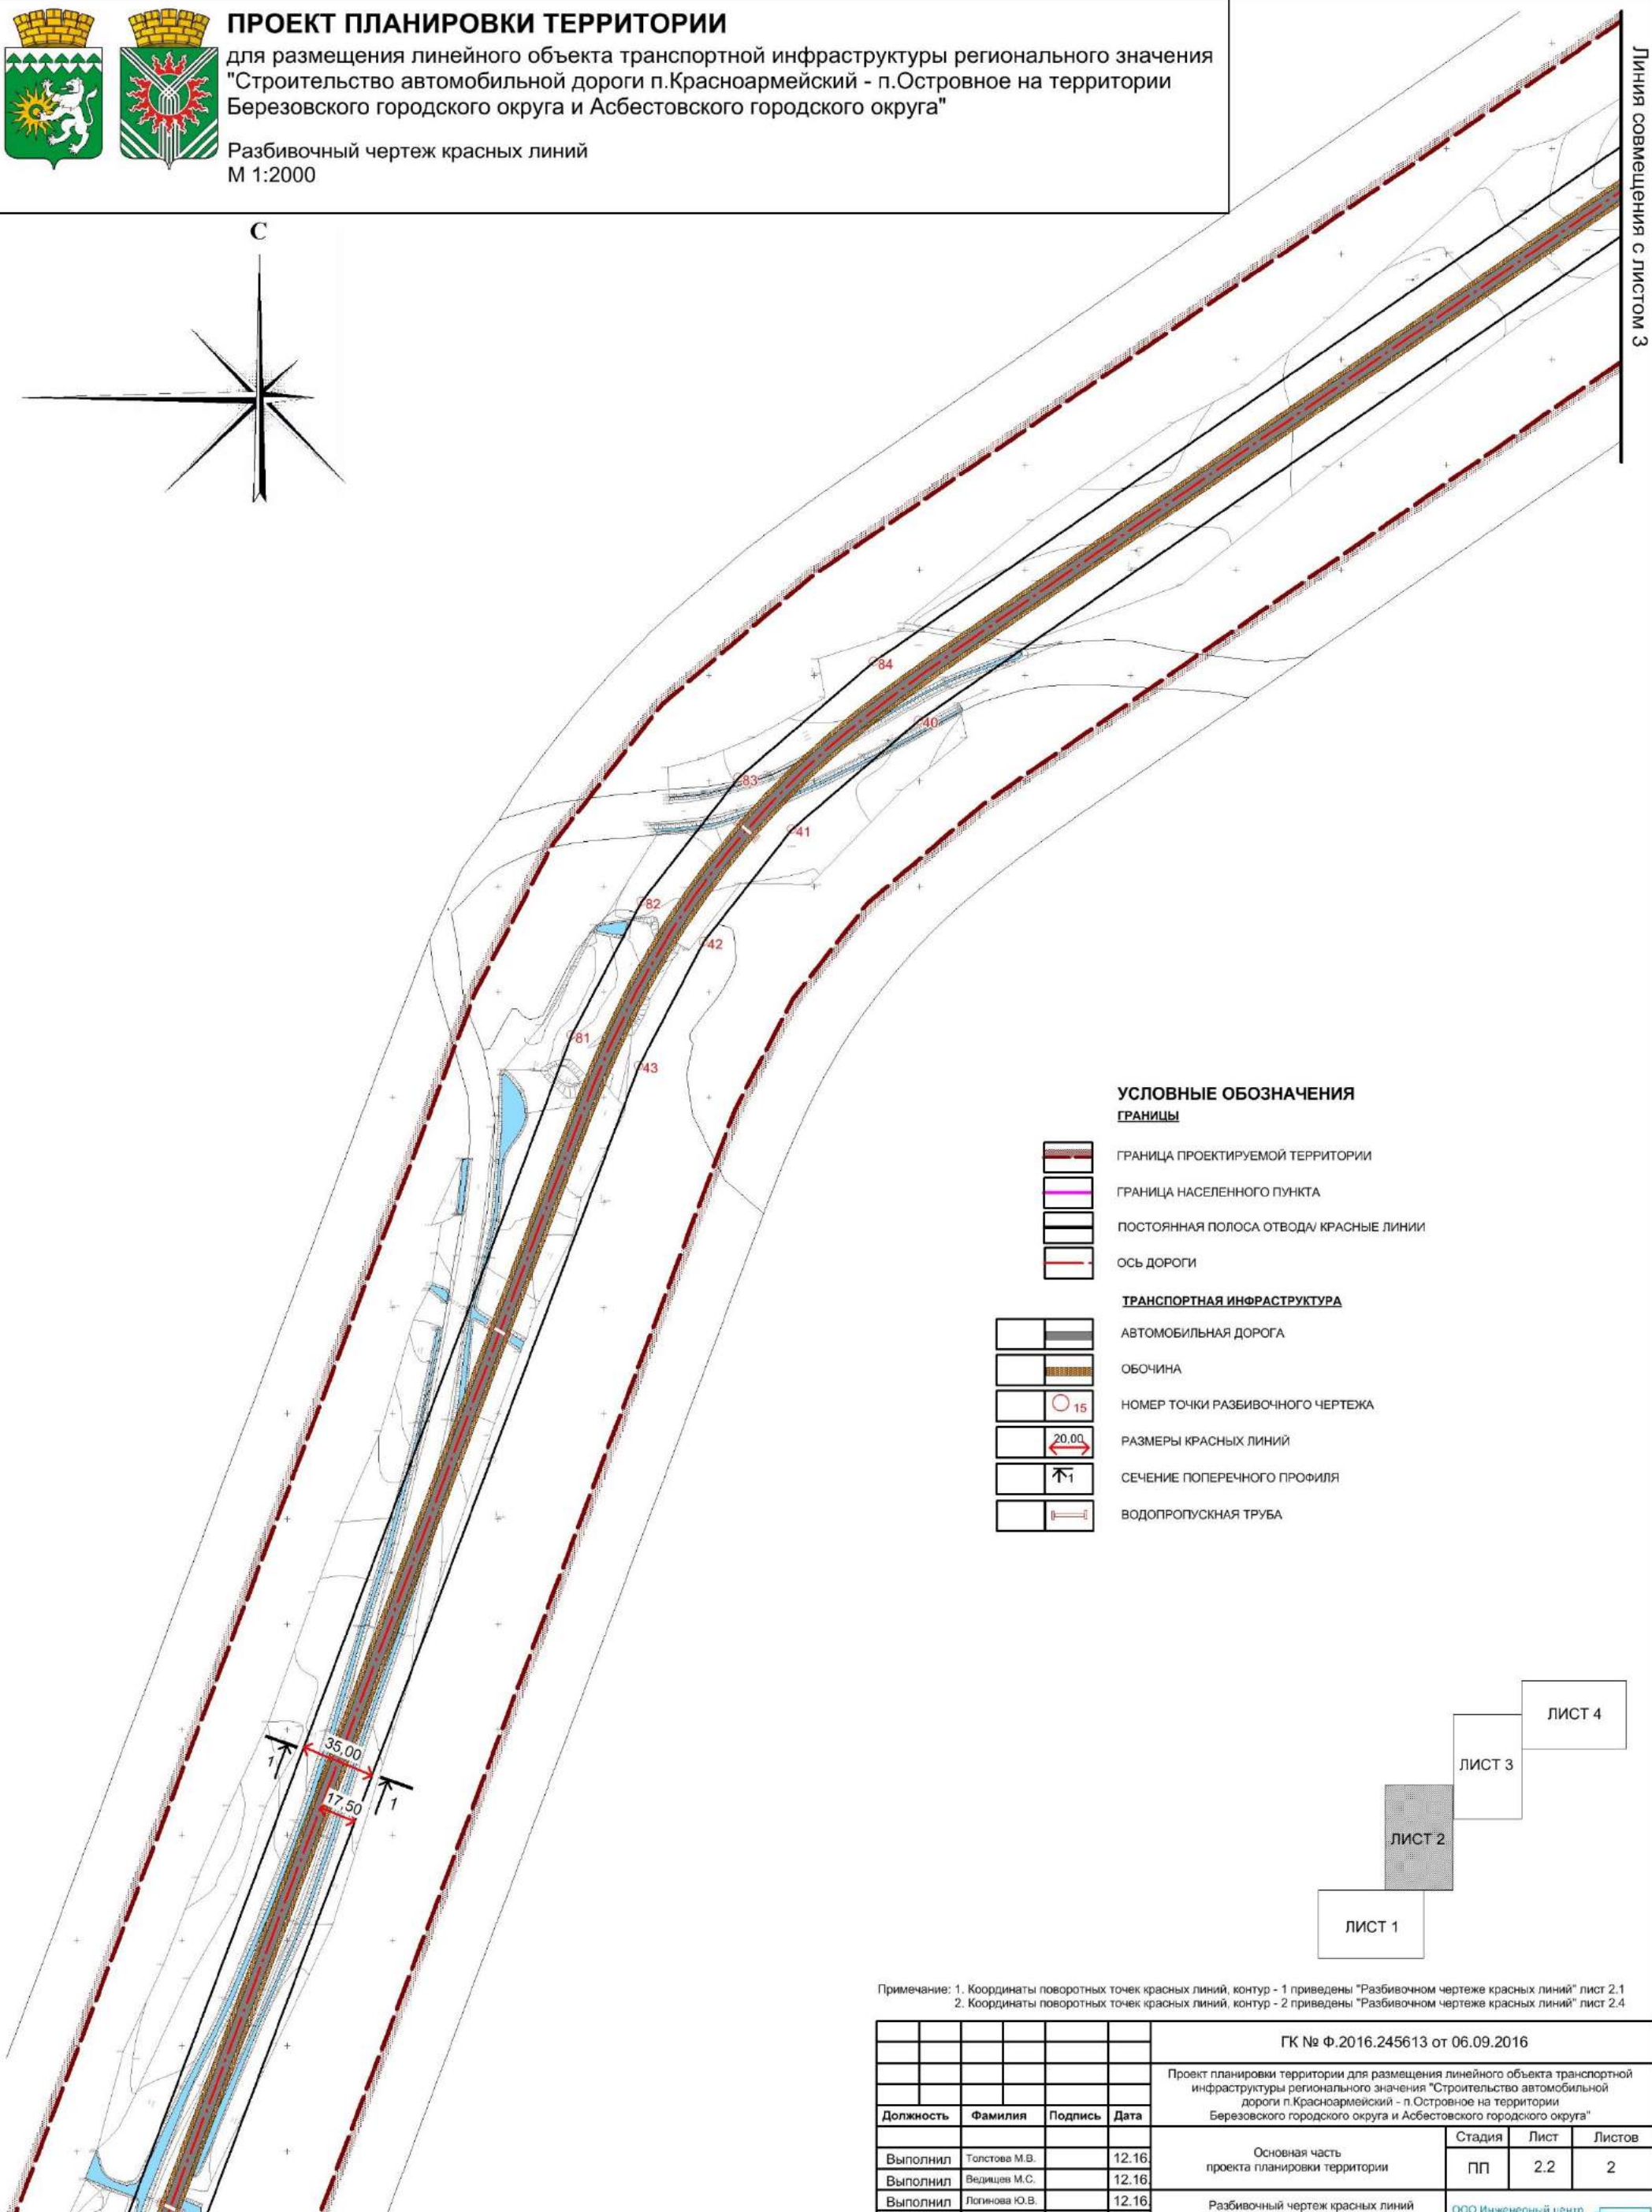 ПРОЕКТ ПЛАНИРОВКИ ТЕРРИТОРИИ
для размещения линейного объекта транспортной инфраструктуры регионального значения
"Строительство автомобильной дороги п.Красноармейский - п.Островное на территории
Березовского городского округа и Асбестовского городского округа"
Разбивочный чертеж красных линий
М 1:2000
Линия совмещения с листом 3
С
84
40
83
41
82
42
81
43
УСЛОВНЫЕ ОБОЗНАЧЕНИЯ
ГРАНИЦЫ
ГРАНИЦА ПРОЕКТИРУЕМОЙ ТЕРРИТОРИИ
ГРАНИЦА НАСЕЛЕННОГО ПУНКТА
ПОСТОЯННАЯ ПОЛОСА ОТВОДА/ КРАСНЫЕ ЛИНИИ
ОСЬ ДОРОГИ
ТРАНСПОРТНАЯ ИНФРАСТРУКТУРА
АВТОМОБИЛЬНАЯ ДОРОГА
ОБОЧИНА
15 НОМЕР ТОЧКИ РАЗБИВОЧНОГО ЧЕРТЕЖА
20,00 РАЗМЕРЫ КРАСНЫХ ЛИНИЙ
1 СЕЧЕНИЕ ПОПЕРЕЧНОГО ПРОФИЛЯ
ВОДОПРОПУСКНАЯ ТРУБА
35,00
1
17,50
1
ЛИСТ 4
ЛИСТ 3
ЛИСТ 2
ЛИСТ 1
Примечание: 1. Координаты поворотных точек красных линий, контур - 1 приведены "Разбивочном чертеже красных линий" лист 2.1
2. Координаты поворотных точек красных линий, контур - 2 приведены "Разбивочном чертеже красных линий" лист 2.4
ГК № Ф.2016.245613 от 06.09.2016
Проект планировки территории для размещения линейного объекта транспортной
инфраструктуры регионального значения "Строительство автомобильной
дороги п.Красноармейский - п.Островное на территории
Березовского городского округа и Асбестовского городского округа"
Должность Фамилия Подпись Дата
Основная часть
проекта планировки территории
Стадия Лист Листов
ПП 2.2 2
Выполнил Толстова М.В. 12.16
Выполнил Ведищев М.С. 12.16
Выполнил Логинова Ю.В. 12.16
Разбивочный чертеж красных линий
ООО Инженерный центр